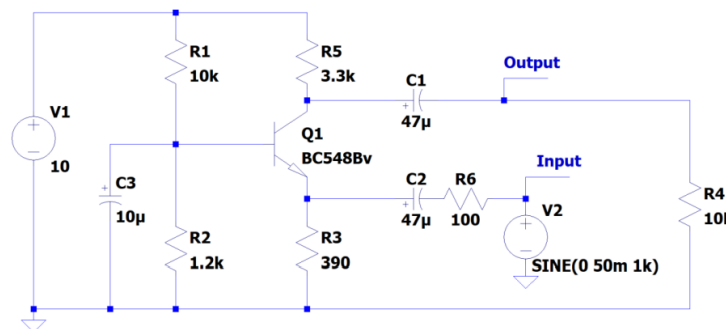 R1
10k
R5
3.3k
Output
C1
+
47µ
V1
+
10
Q1
BC548Bv
Input
C3
+
10µ
C2
+
47µ
R6
100
V2
+
R4
R2
1.2k
R3
390
SINE(0 50m 1k)